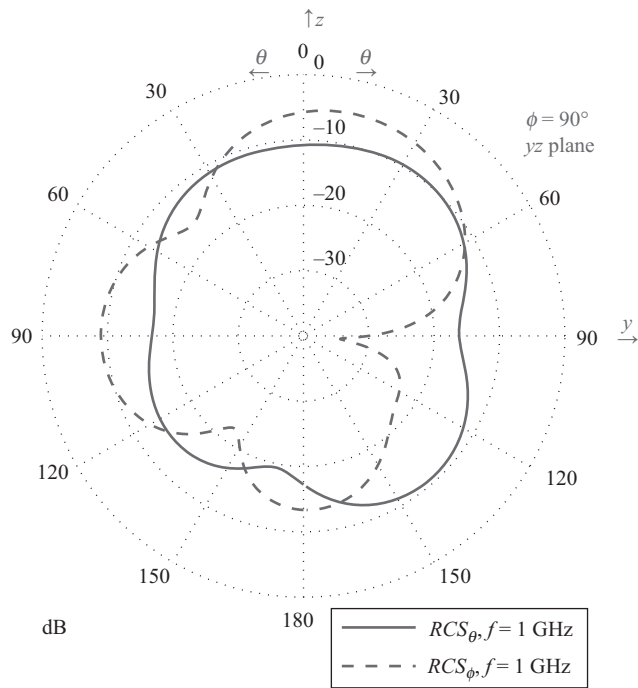 ↑z
θ 0 0 θ
← →
30 30
–10
ϕ = 90°
yz plane
60 60
–20
–30
90 90 y
→
120 120
150 150
180
dB
RCSθ, f = 1 GHz
RCSϕ, f = 1 GHz